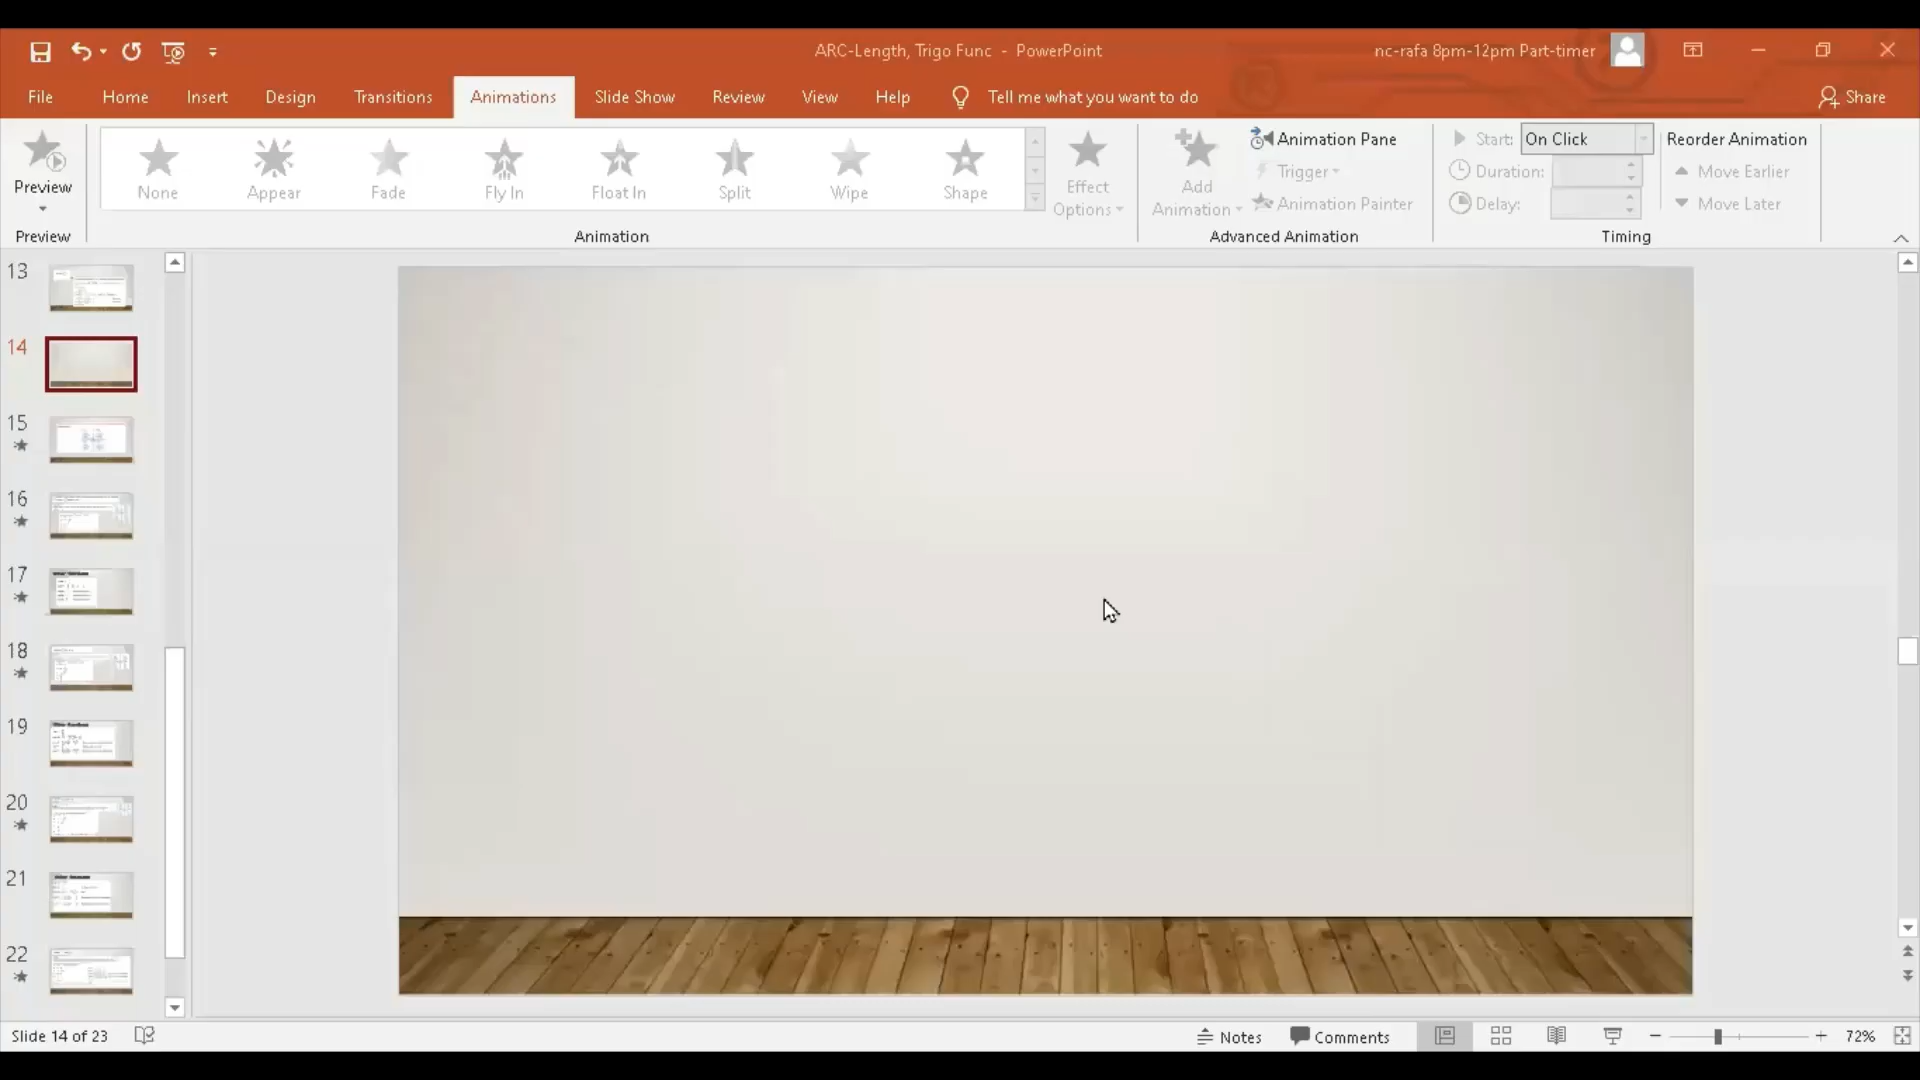 ARC-Length, Trigo Func - PowerPoint
nc-rafa 8pm-12pm Part-timer
File Home Insert Design Transitions Animations Slide Show Review View Help Tell me what you want to do Share
Preview
None Appear Fade Fly In Float In Split Wipe Shape
Effect
Options
Add
Animation
Animation Pane
Trigger
Animation Painter
Start: On Click
Duration:
Delay:
Reorder Animation
Move Earlier
Move Later
Preview Animation Advanced Animation Timing
13
14
15
16
17
18
19
20
21
22
Slide 14 of 23
Notes Comments 72%